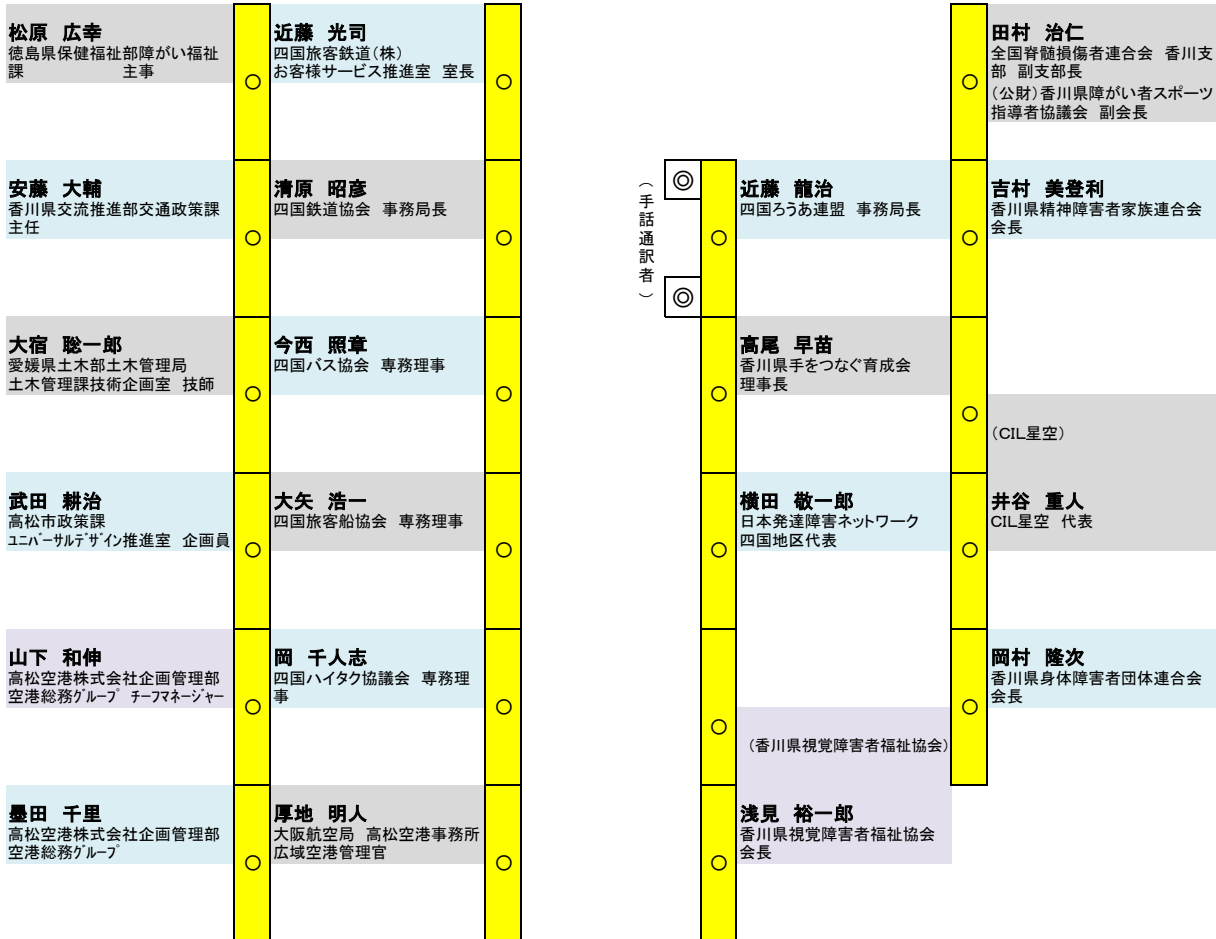 松原 広幸
徳島県保健福祉部障がい福祉
課 主事
○
安藤 大輔
香川県交流推進部交通政策課
主任
○
大宿 聡一郎
愛媛県土木部土木管理局
土木管理課技術企画室 技師
○
武田 耕治
高松市政策課
ユニバーサルデザイン推進室 企画員
○
山下 和伸
高松空港株式会社企画管理部
空港総務グループ チーフマネージャー
○
墨田 千里
高松空港株式会社企画管理部
空港総務グループ
○
近藤 光司
四国旅客鉄道(株)
お客様サービス推進室 室長
○
清原 昭彦
四国鉄道協会 事務局長
○
今西 照章
四国バス協会 専務理事
○
大矢 浩一
四国旅客船協会 専務理事
○
岡 千人志
四国ハイタク協議会 専務理
事
○
厚地 明人
大阪航空局 高松空港事務所
広域空港管理官
○
(手話通訳者)
◎
◎
○
近藤 龍治
四国ろうあ連盟 事務局長
○
高尾 早苗
香川県手をつなぐ育成会
理事長
○
横田 敬一郎
日本発達障害ネットワーク
四国地区代表
○
(香川県視覚障害者福祉協会)
○
浅見 裕一郎
香川県視覚障害者福祉協会
会長
○
田村 治仁
全国脊髄損傷者連合会 香川支
部 副支部長
(公財)香川県障がい者スポーツ
指導者協議会 副会長
○
吉村 美登利
香川県精神障害者家族連合会
会長
○
(CIL星空)
○
井谷 重人
CIL星空 代表
○
岡村 隆次
香川県身体障害者団体連合会
会長